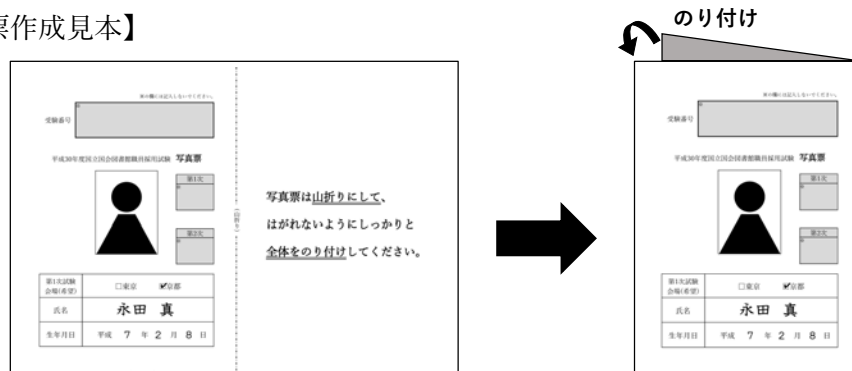 票作成見本】
のり付け
※の欄には記入しないでください。
受験番号
※
平成30年度国立国会図書館職員採用試験 写真票
第1次
※
第2次
※
(山折り)
写真票は山折りにして、
はがれないようにしっかりと
全体をのり付けしてください。
第1次試験
会場(希望)
□東京 ☑京都
氏名 永田 真
生年月日 平成 7 年 2 月 8 日
※の欄には記入しないでください。
受験番号
※
平成30年度国立国会図書館職員採用試験 写真票
第1次
※
第2次
※
第1次試験
会場(希望)
□東京 ☑京都
氏名 永田 真
生年月日 平成 7 年 2 月 8 日